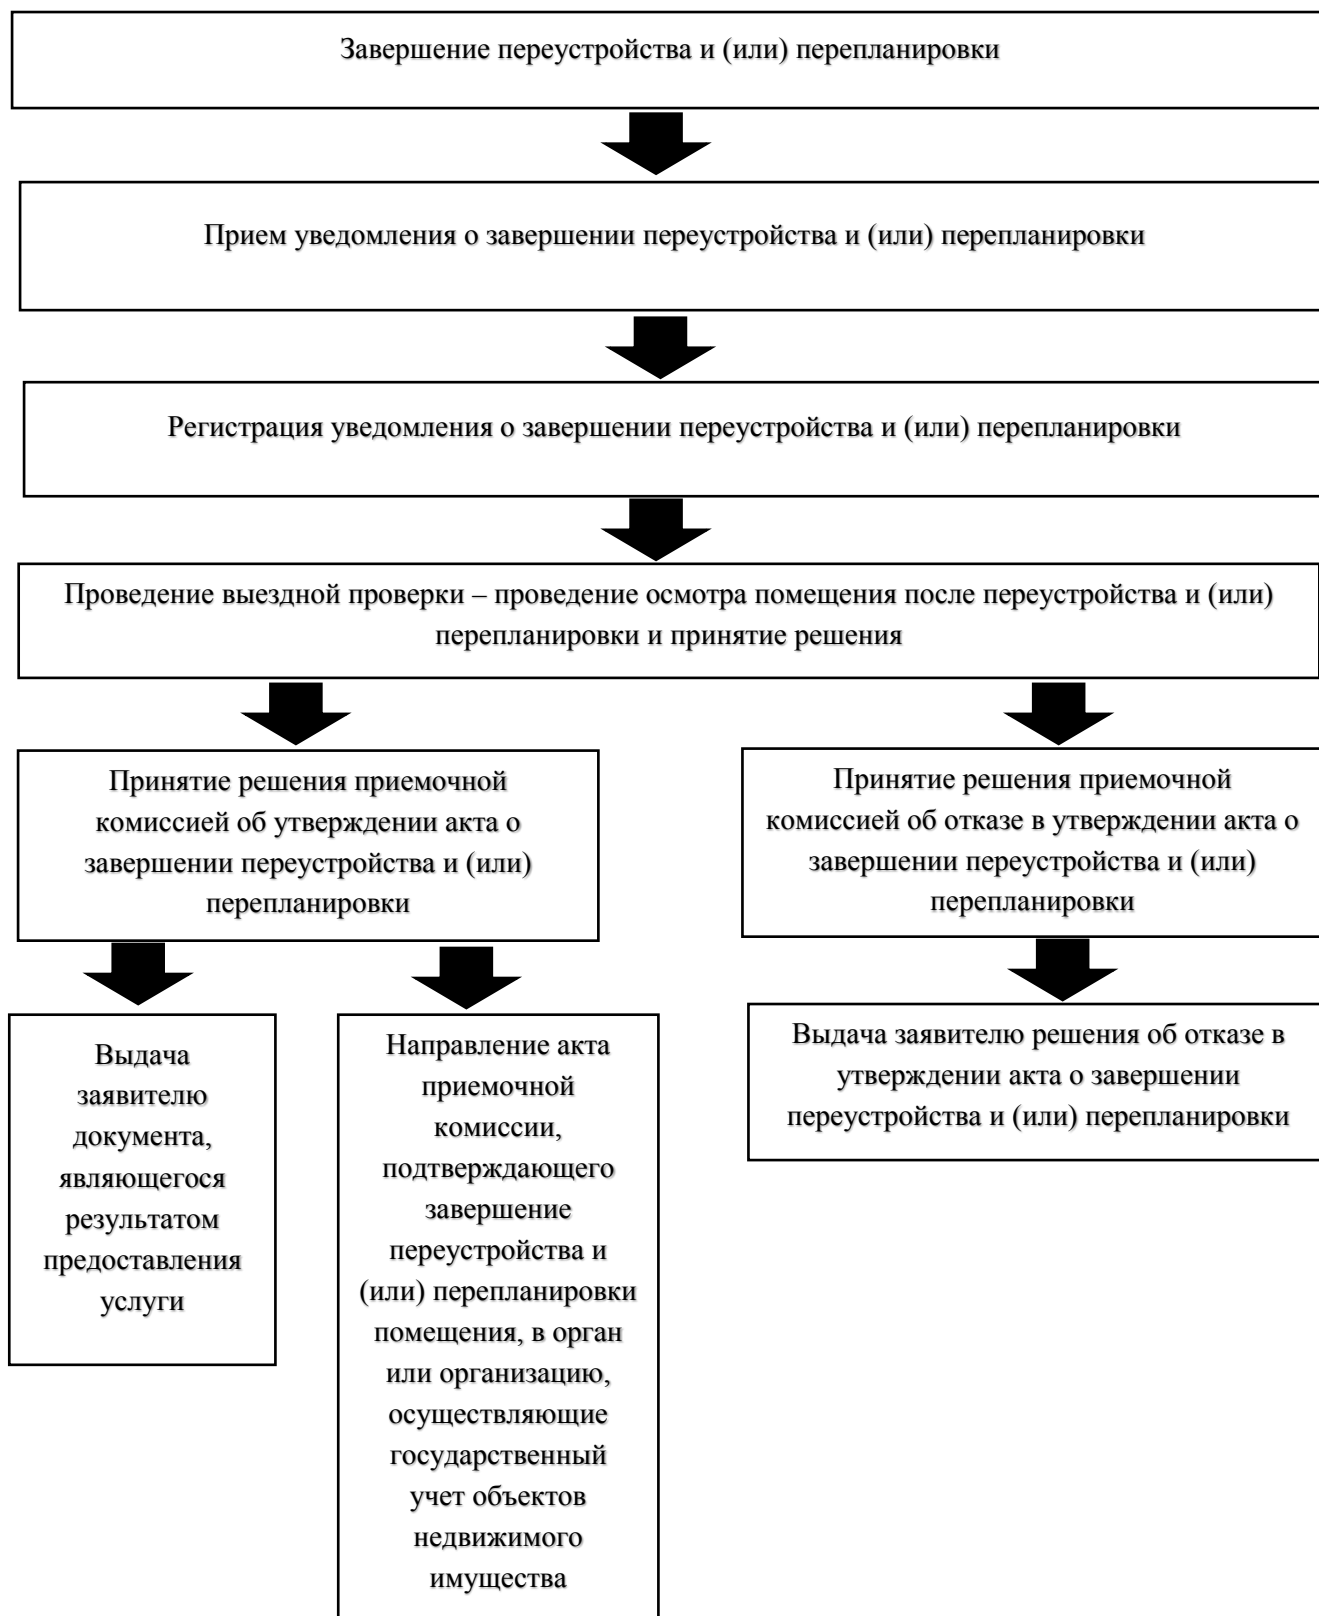 Завершение переустройства и (или) перепланировки
Прием уведомления о завершении переустройства и (или) перепланировки
Регистрация уведомления о завершении переустройства и (или) перепланировки
Проведение выездной проверки – проведение осмотра помещения после переустройства и (или)
перепланировки и принятие решения
Принятие решения приемочной
комиссией об утверждении акта о
завершении переустройства и (или)
перепланировки
Принятие решения приемочной
комиссией об отказе в утверждении акта о
завершении переустройства и (или)
перепланировки
Выдача
заявителю
документа,
являющегося
результатом
предоставления
услуги
Направление акта
приемочной
комиссии,
подтверждающего
завершение
переустройства и
(или) перепланировки
помещения, в орган
или организацию,
осуществляющие
государственный
учет объектов
недвижимого
имущества
Выдача заявителю решения об отказе в
утверждении акта о завершении
переустройства и (или) перепланировки